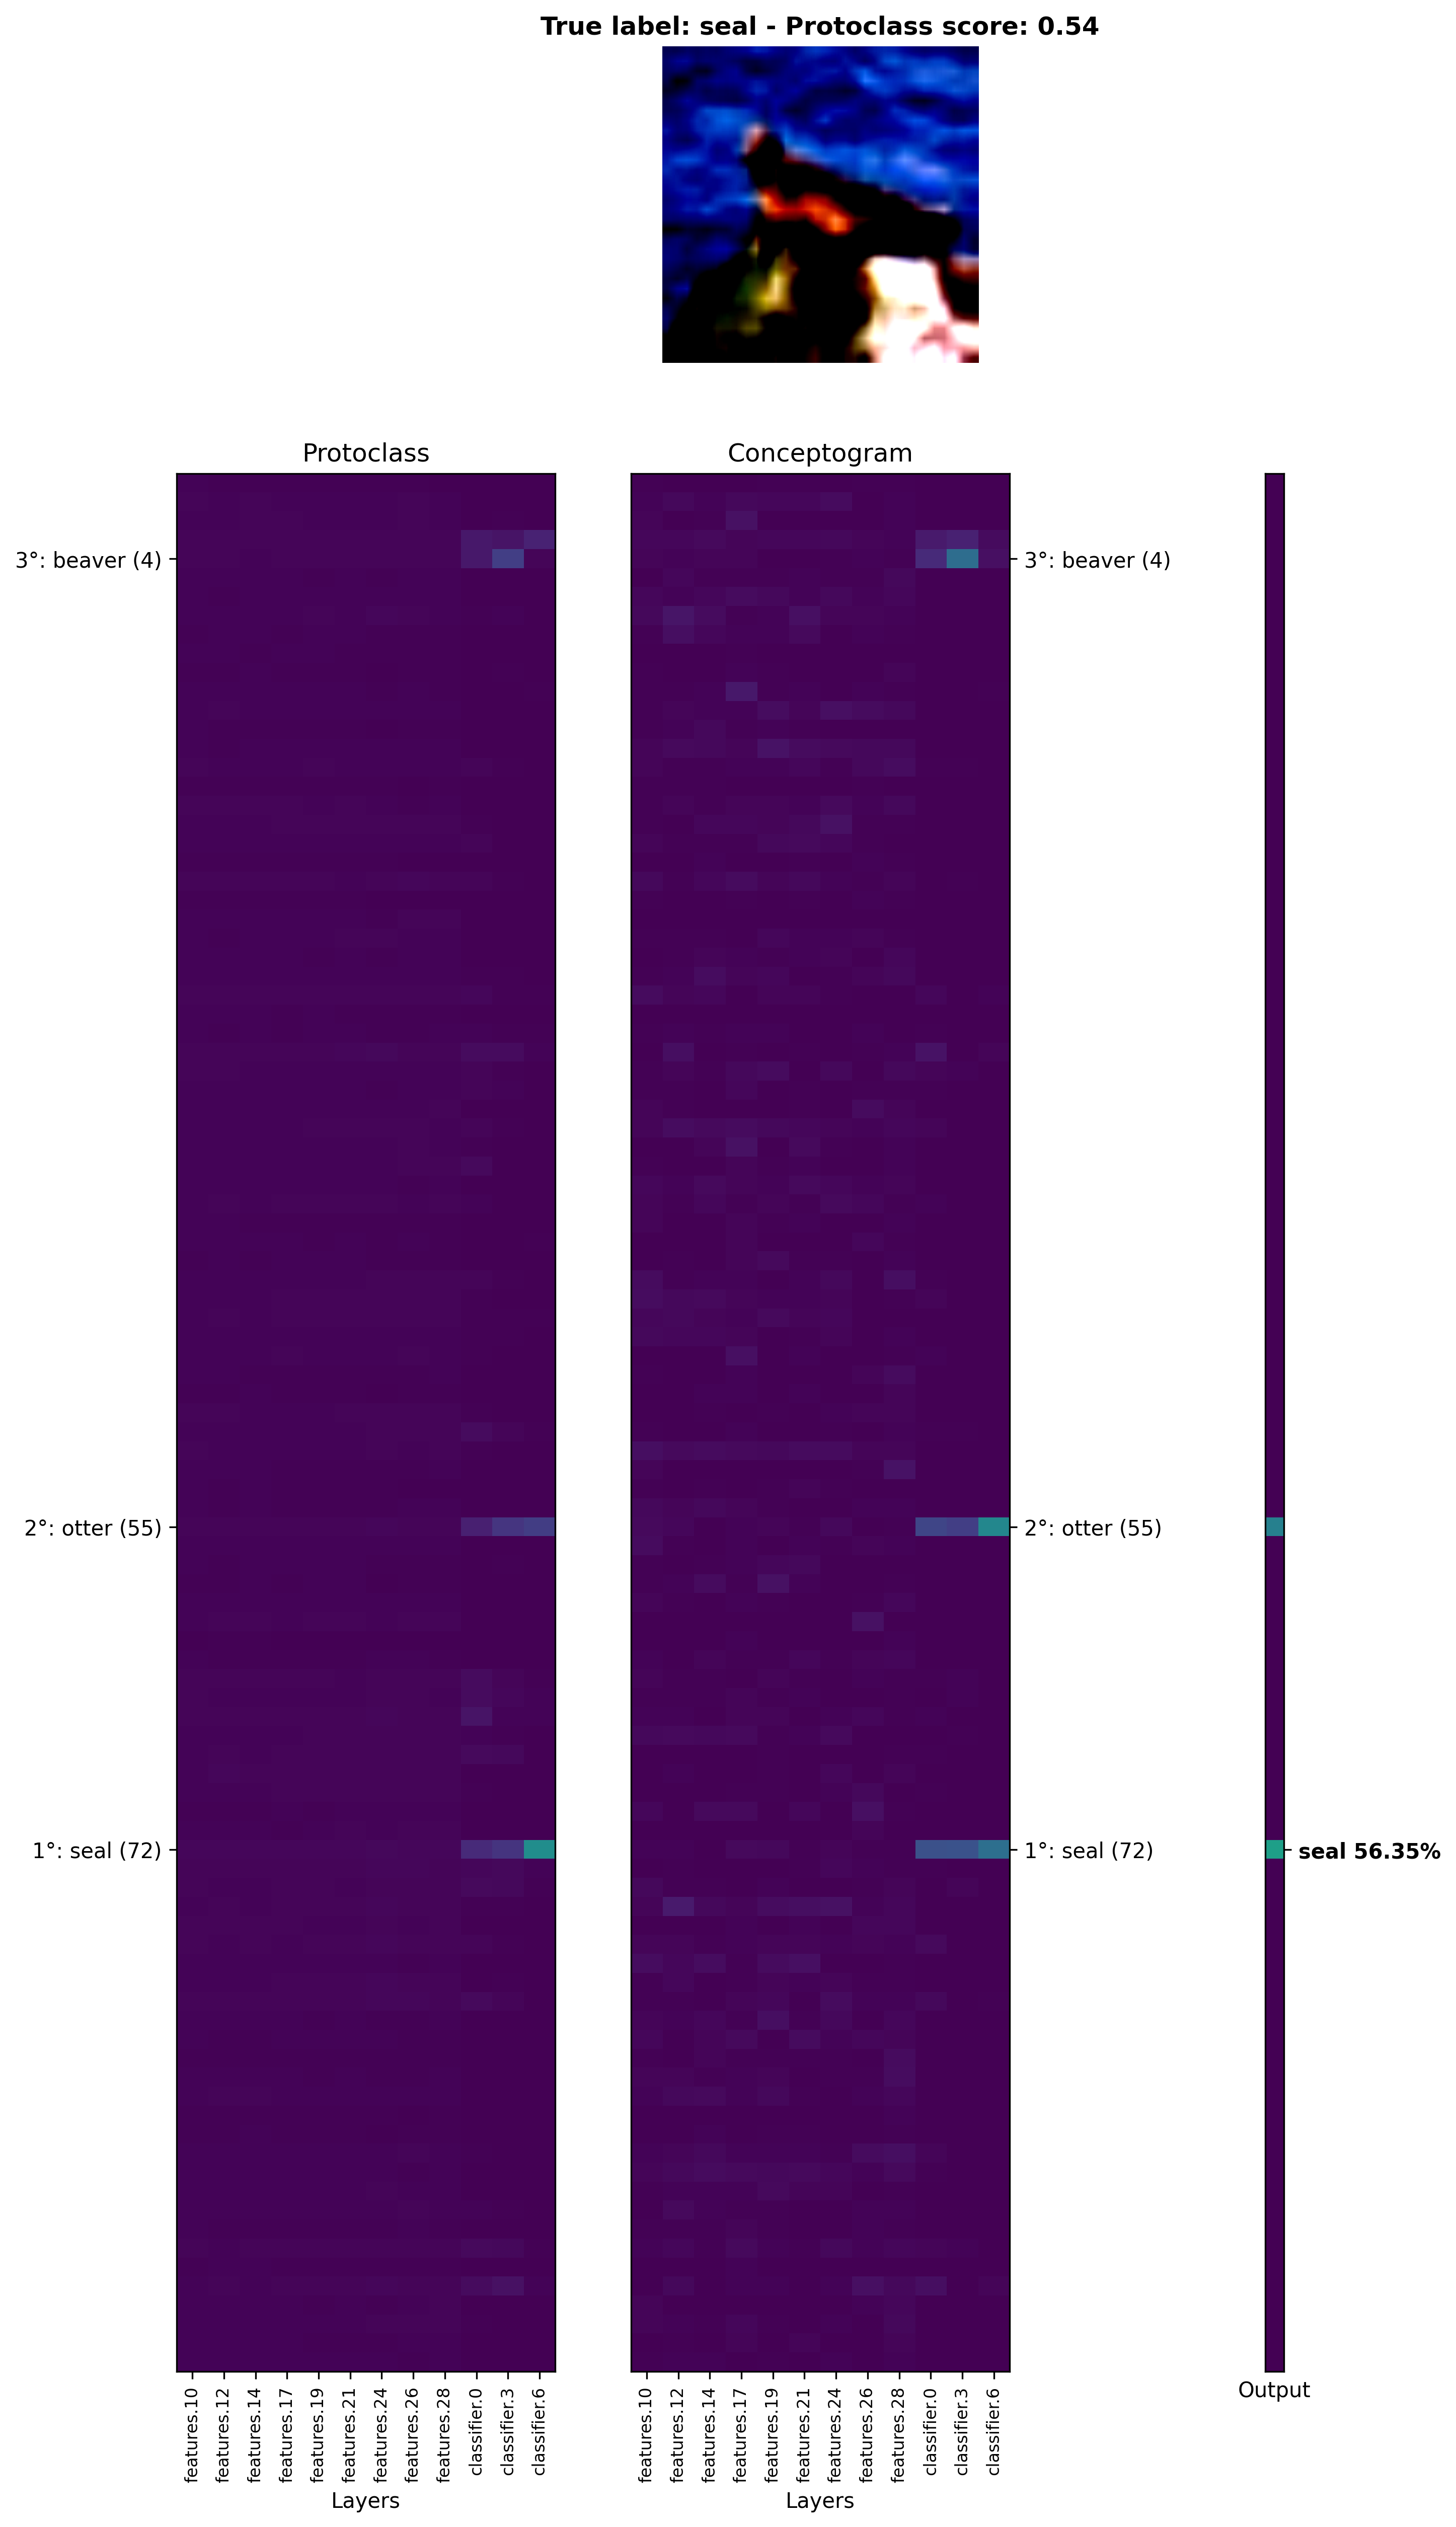 True label: seal - Protoclass score: 0.54
Protoclass
Conceptogram
3°: beaver (4)
3°: beaver (4)
2°: otter (55)
2°: otter (55)
1°: seal (72)
1°: seal (72)
seal 56.35%
features.10
features.12
features.14
features.17
features.19
features.21
features.24
features.26
features.28
classifier.0
classifier.3
classifier.6
Layers
features.10
features.12
features.14
features.17
features.19
features.21
features.24
features.26
features.28
classifier.0
classifier.3
classifier.6
Layers
Output